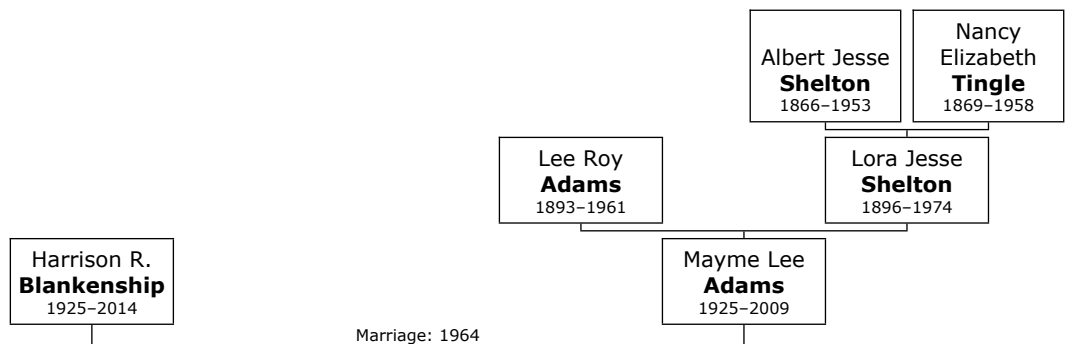 Albert Jesse
Shelton
1866–1953
Nancy
Elizabeth
Tingle
1869–1958
Lee Roy
Adams
1893–1961
Lora Jesse
Shelton
1896–1974
Harrison R.
Blankenship
1925–2014
Mayme Lee
Adams
1925–2009
Marriage: 1964